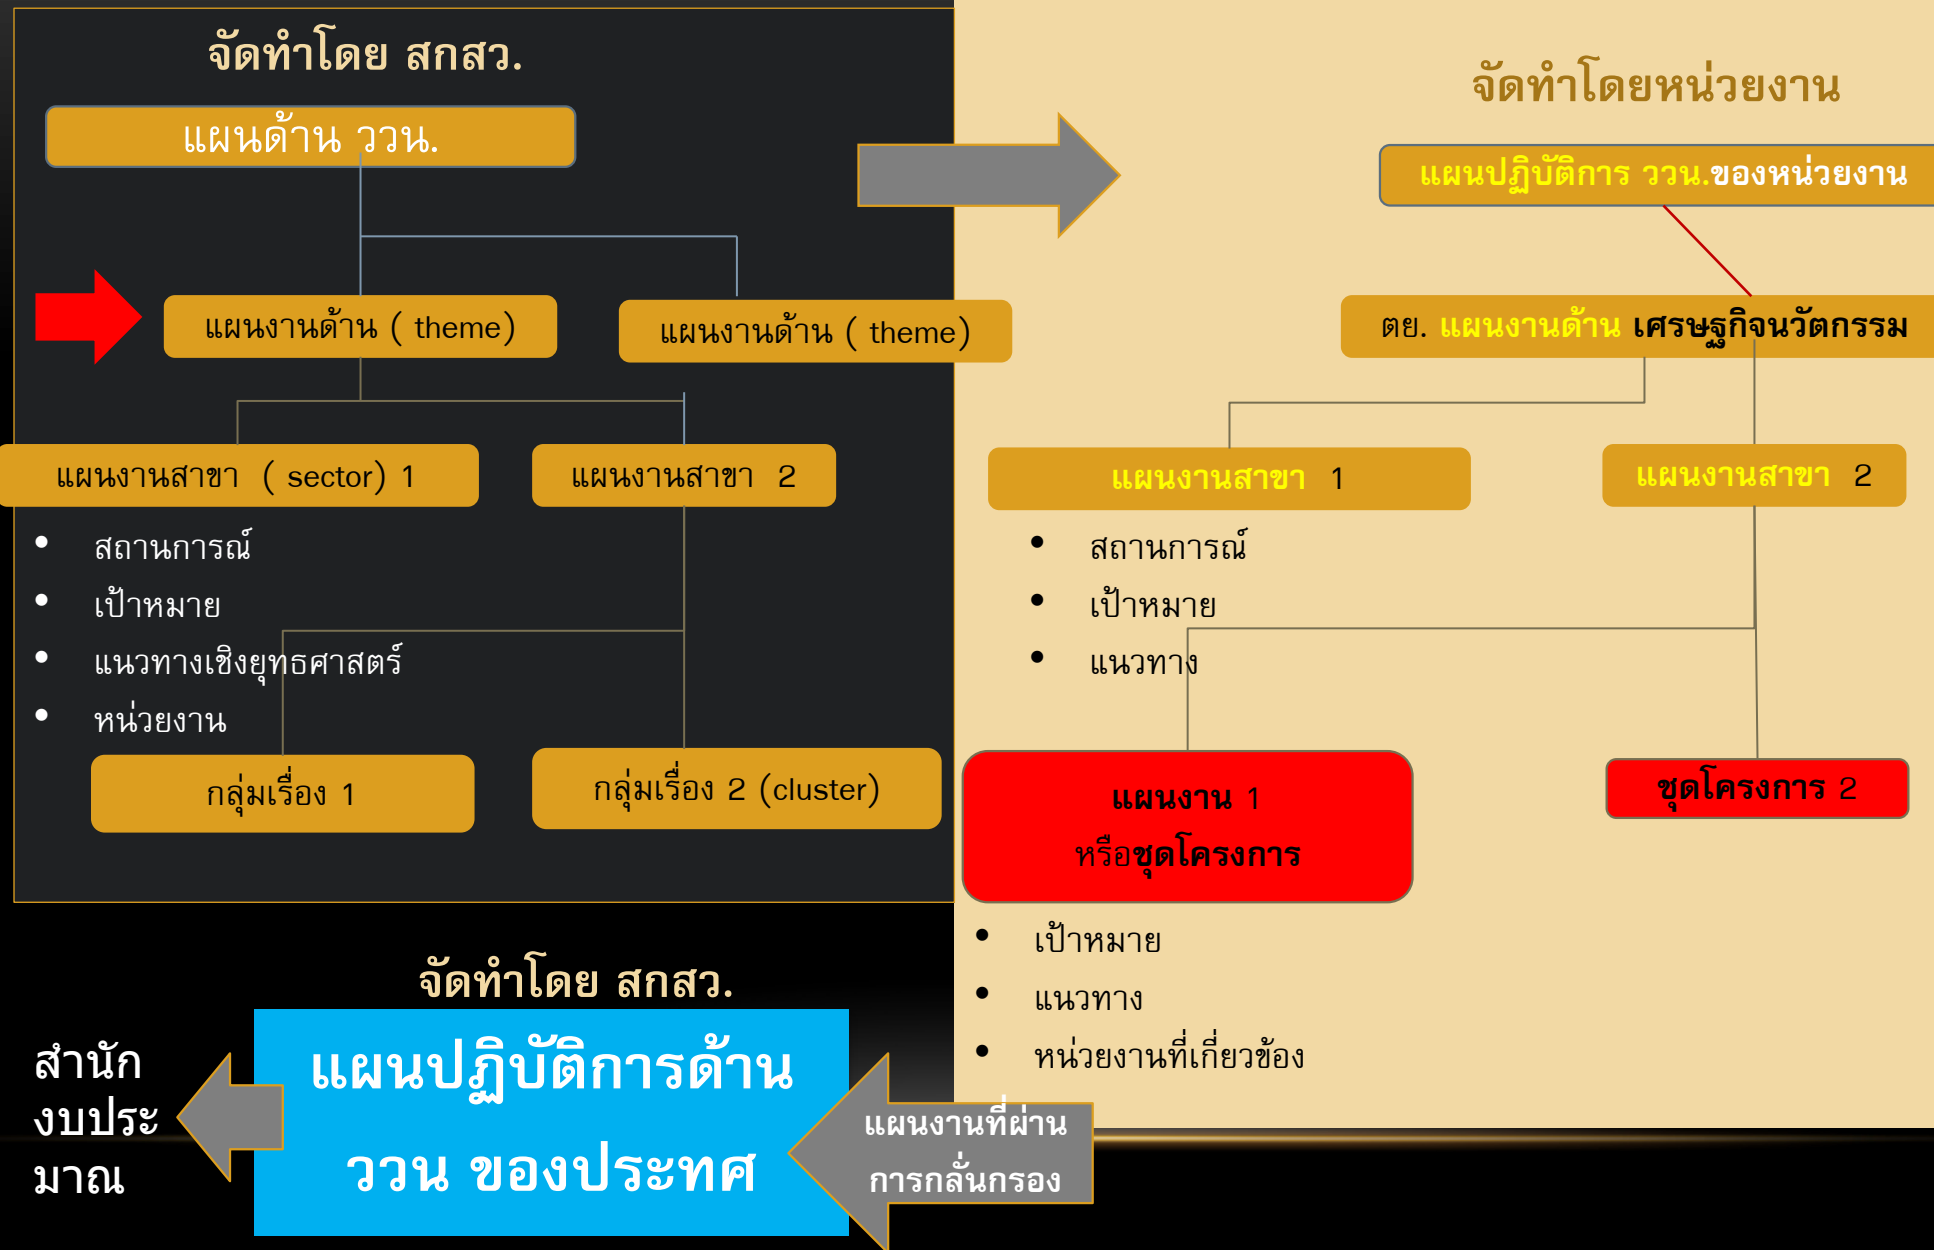 จัดทำโดย สกสว.
แผนด้าน ววน.
แผนงานด้าน ( theme)
แผนงานด้าน ( theme)
แผนงานสาขา ( sector) 1
แผนงานสาขา 2
• สถานการณ์
• เป้าหมาย
• แนวทางเชิงยุทธศาสตร์
• หน่วยงาน
กลุ่มเรื่อง 1
กลุ่มเรื่อง 2 (cluster)
จัดทำโดยหน่วยงาน
แผนปฏิบัติการ ววน.ของหน่วยงาน
ตย. แผนงานด้าน เศรษฐกิจนวัตกรรม
แผนงานสาขา 1
แผนงานสาขา 2
• สถานการณ์
• เป้าหมาย
• แนวทาง
แผนงาน 1
หรือชุดโครงการ
ชุดโครงการ 2
• เป้าหมาย
• แนวทาง
• หน่วยงานที่เกี่ยวข้อง
แผนงานที่ผ่าน
การกลั่นกรอง
จัดทำโดย สกสว.
แผนปฏิบัติการด้าน
ววน ของประทศ
สำนัก
งบประ
มาณ